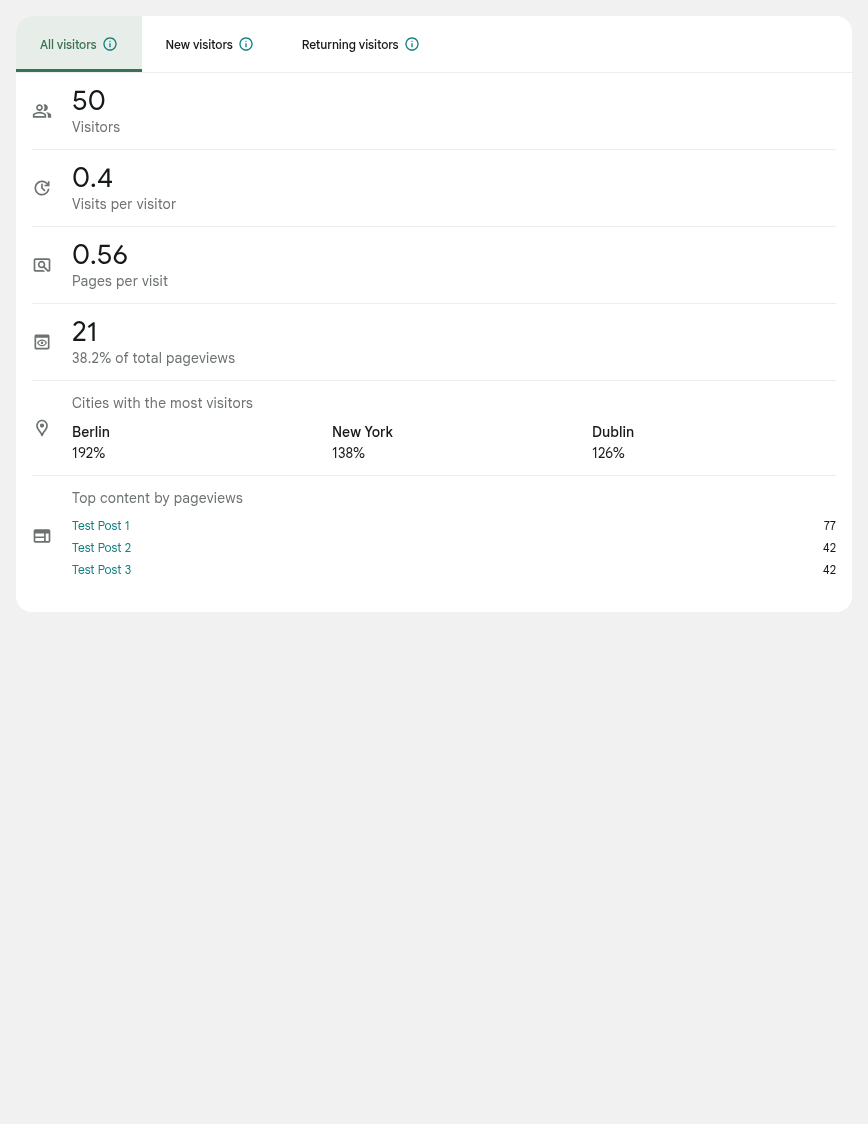 All visitors New visitors Returning visitors
50
Visitors
0.4
Visits per visitor
0.56
Pages per visit
21
38.2% of total pageviews
Cities with the most visitors
Berlin New York Dublin
192% 138% 126%
Top content by pageviews
Test Post 1 77
Test Post 2 42
Test Post 3 42